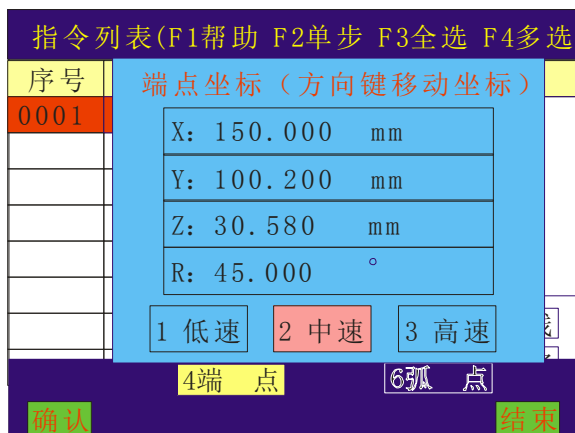 指令列表(F1帮助 F2单步 F3全选 F4多选
序号
端点坐标（方向键移动坐标）
0001
X: 150.000 mm
Y: 100.200 mm
Z: 30.580 mm
R: 45.000 °
1 低速 2 中速 3 高速
4端 点 6弧 点
确认 结束